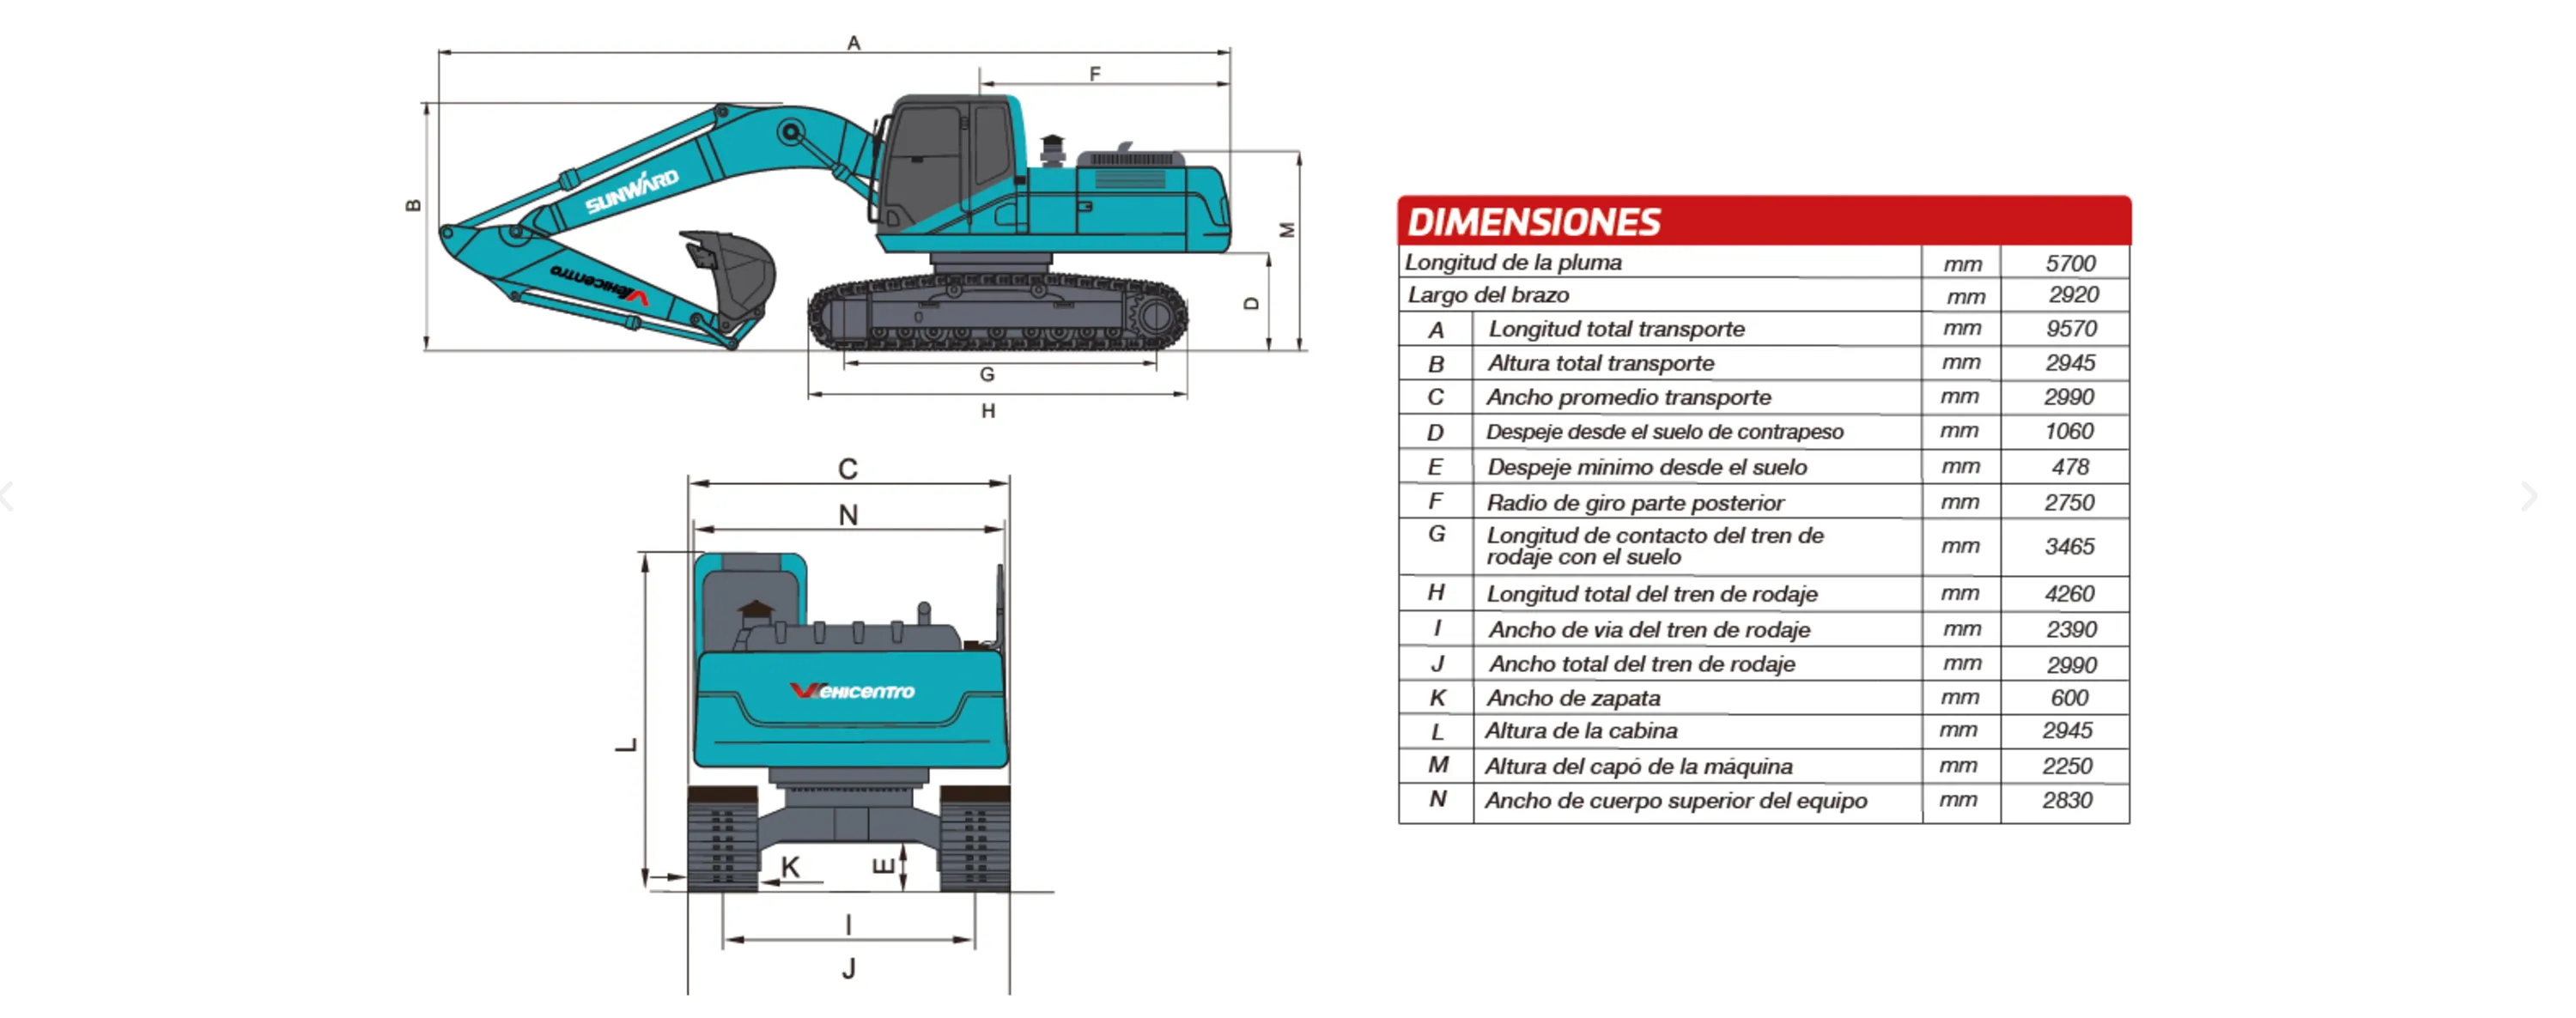 A
F
B
SUNWARD
VEHICENTRO
M
D
G
H
C
N
L
VEHICENTRO
K
E
I
J
DIMENSIONES
Longitud de la pluma mm 5700
Largo del brazo mm 2920
A Longitud total transporte mm 9570
B Altura total transporte mm 2945
C Ancho promedio transporte mm 2990
D Despeje desde el suelo de contrapeso mm 1060
E Despeje mínimo desde el suelo mm 478
F Radio de giro parte posterior mm 2750
G Longitud de contacto del tren de
rodaje con el suelo mm 3465
H Longitud total del tren de rodaje mm 4260
I Ancho de via del tren de rodaje mm 2390
J Ancho total del tren de rodaje mm 2990
K Ancho de zapata mm 600
L Altura de la cabina mm 2945
M Altura del capó de la máquina mm 2250
N Ancho de cuerpo superior del equipo mm 2830